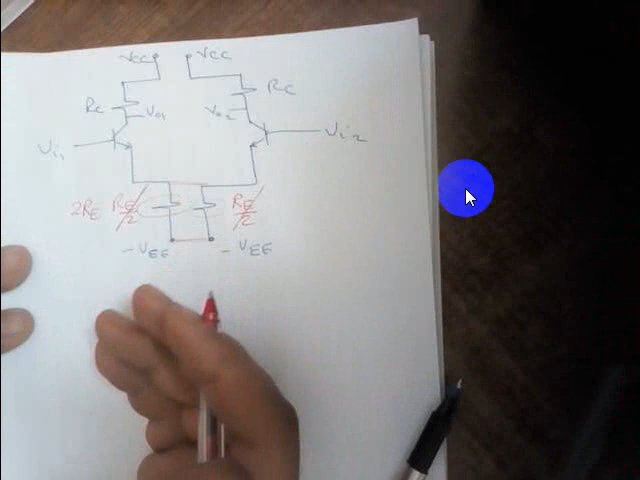 VCC VCC
RC RC
Vo1 Vo2
Vi1 Vi2
2RE RE/2 RE/2
-VEE -VEE